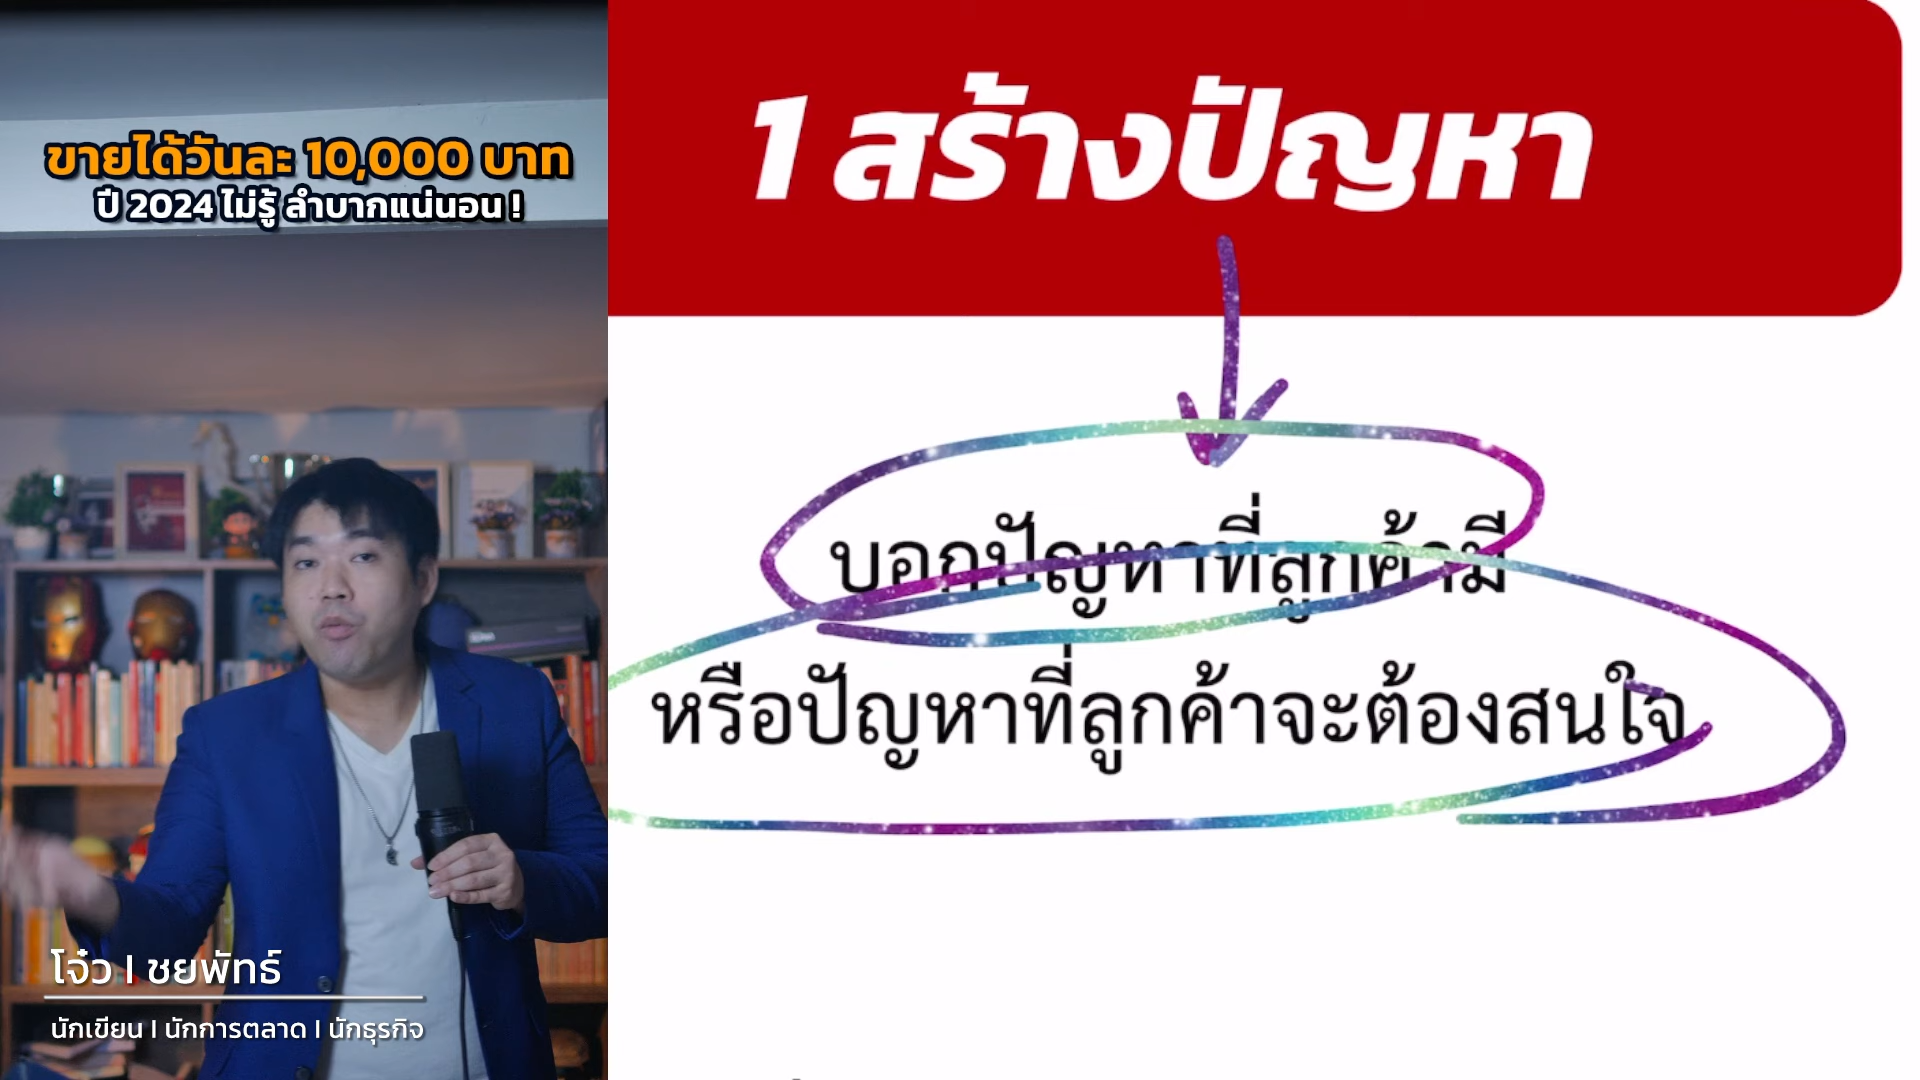 ขายได้วันละ 10,000 บาท
ปี 2024 ไม่รู้ ลำบากแน่นอน !
โจ๋ว I ชยพัทธ์
นักเขียน I นักการตลาด I นักธุรกิจ
1 สร้างปัญหา
บอกปัญหาที่ลูกค้ามี
หรือปัญหาที่ลูกค้าจะต้องสนใจ